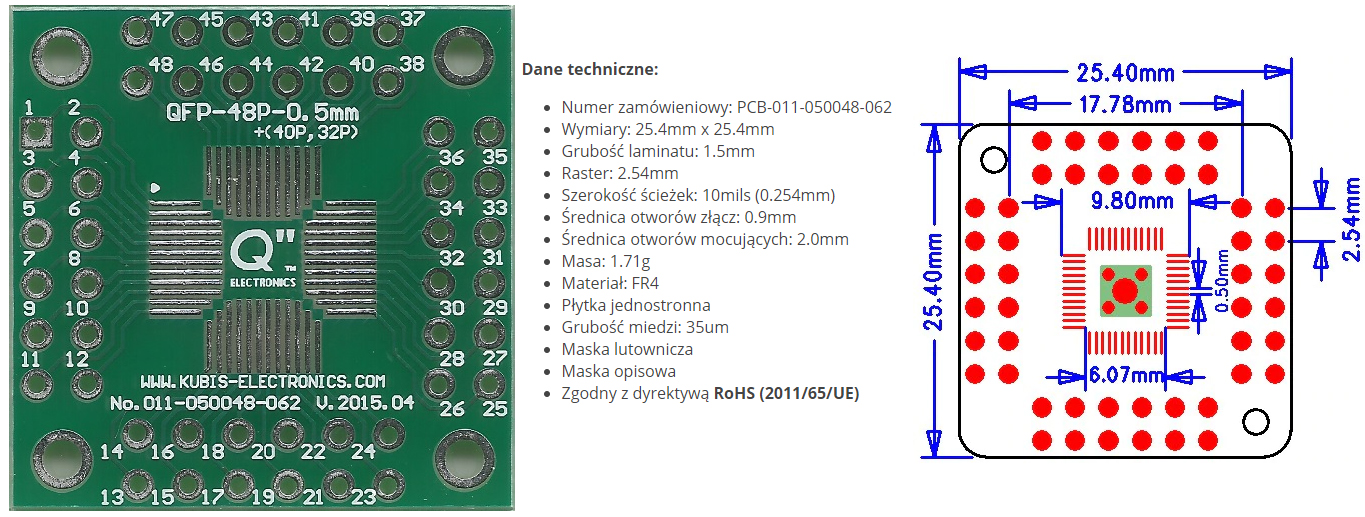 47 45 43 41 39 37
48 46 44 42 40 38
QFP-48P-0.5mm
+(40P,32P)
1 2
3 4
5 6
7 8
9 10
11 12
36 35
34 33
32 31
30 29
28 27
26 25
Q" ™
ELECTRONICS
WWW.KUBIS-ELECTRONICS.COM
No.011-050048-062 V.2015.04
14 16 18 20 22 24
13 15 17 19 21 23
Dane techniczne:
• Numer zamówieniowy: PCB-011-050048-062
• Wymiary: 25.4mm x 25.4mm
• Grubość laminatu: 1.5mm
• Raster: 2.54mm
• Szerokość ścieżek: 10mils (0.254mm)
• Średnica otworów złącz: 0.9mm
• Średnica otworów mocujących: 2.0mm
• Masa: 1.71g
• Materiał: FR4
• Płytka jednostronna
• Grubość miedzi: 35um
• Maska lutownicza
• Maska opisowa
• Zgodny z dyrektywą RoHS (2011/65/UE)
25.40mm
17.78mm
9.80mm
2.54mm
0.50mm
25.40mm
6.07mm